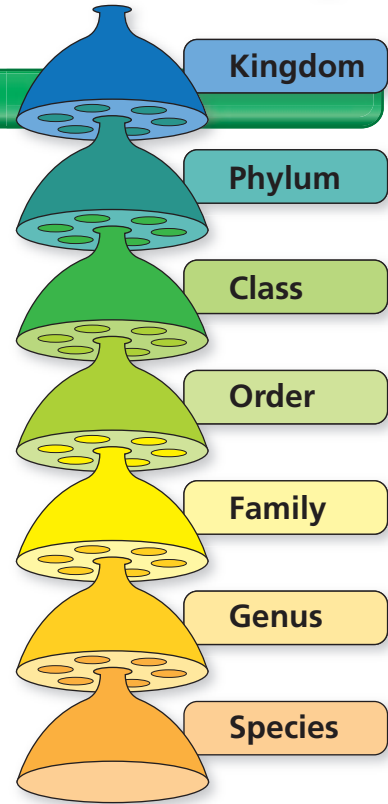 Kingdom
Phylum
Class
Order
Family
Genus
Species